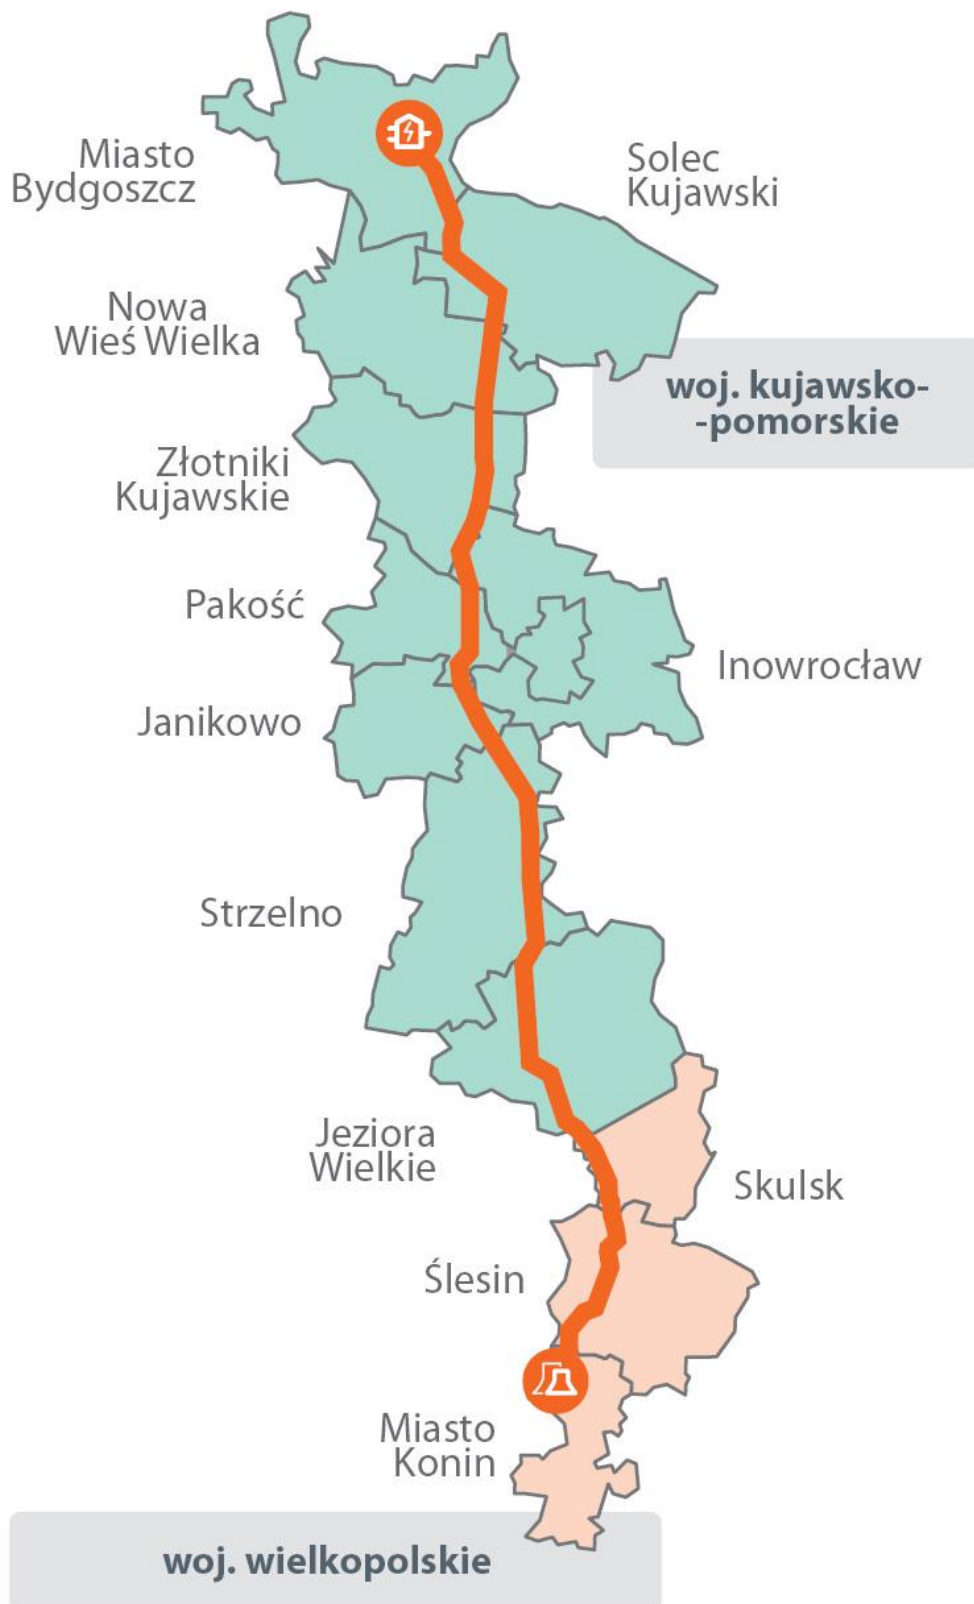 Miasto
Bydgoszcz
Solec
Kujawski
Nowa
Wieś Wielka
woj. kujawsko-
-pomorskie
Złotniki
Kujawskie
Pakość
Inowrocław
Janikowo
Strzelno
Jeziora
Wielkie
Skulsk
Ślesin
Miasto
Konin
woj. wielkopolskie